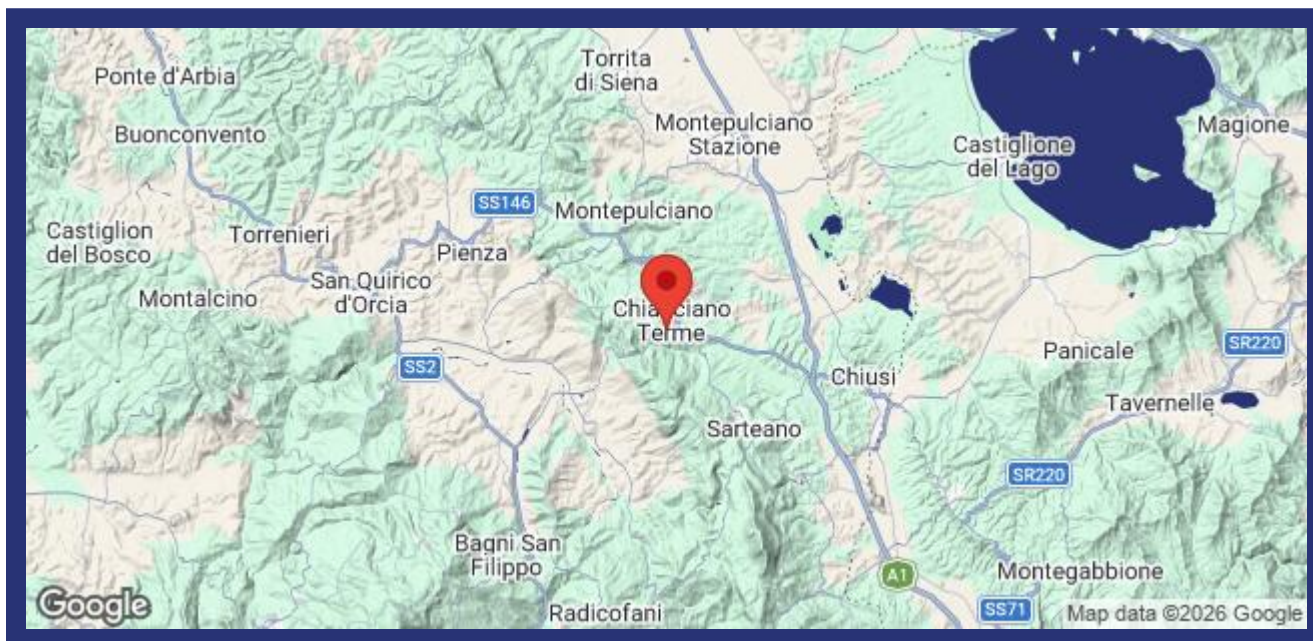 Torrita
di Siena
Ponte d'Arbia
Montepulciano
Stazione
Magione
Buonconvento
Castiglione
del Lago
SS146
Montepulciano
Castiglion
del Bosco
Torrenieri
Pienza
San Quirico
d'Orcia
Montalcino
Chianciano
Terme
SS2
SR220
Panicale
Chiusi
Tavernelle
Sarteano
SR220
Bagni San
Filippo
A1
Montegabbione
Google
Radicofani
SS71
Map data ©2026 Google